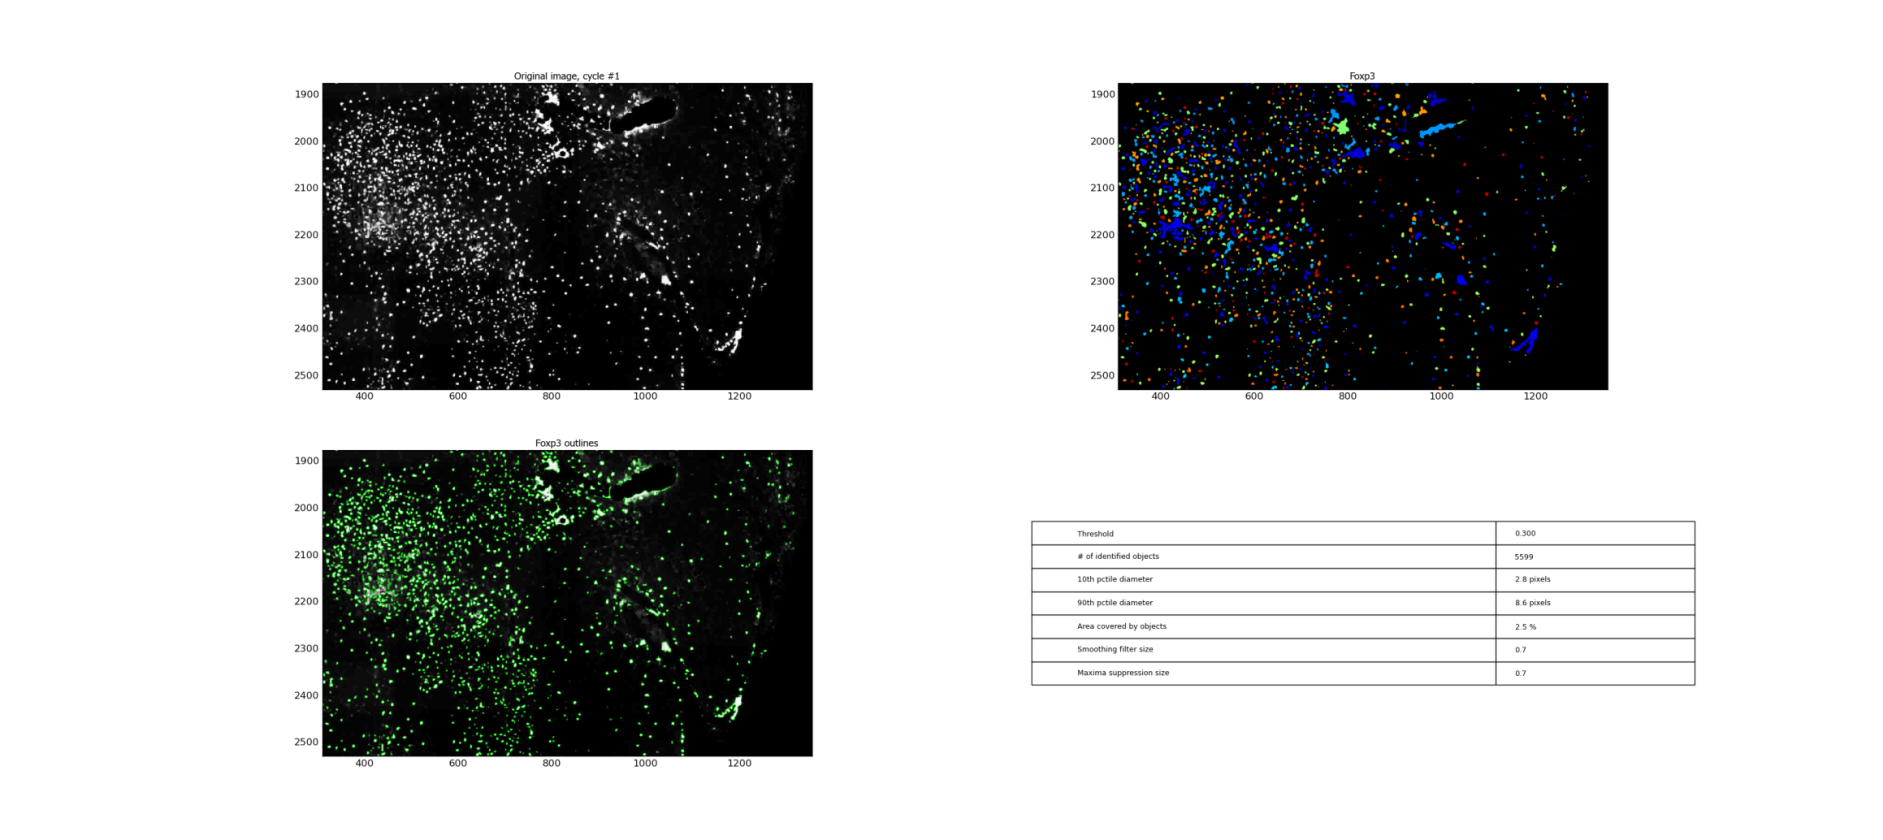 Original image, cycle #1
1900
2000
2100
2200
2300
2400
2500
400 600 800 1000 1200
Foxp3
1900
2000
2100
2200
2300
2400
2500
400 600 800 1000 1200
Foxp3 outlines
1900
2000
2100
2200
2300
2400
2500
400 600 800 1000 1200
Threshold 0.300
# of identified objects 5599
10th pctile diameter 2.8 pixels
90th pctile diameter 8.6 pixels
Area covered by objects 2.5 %
Smoothing filter size 0.7
Maxima suppression size 0.7